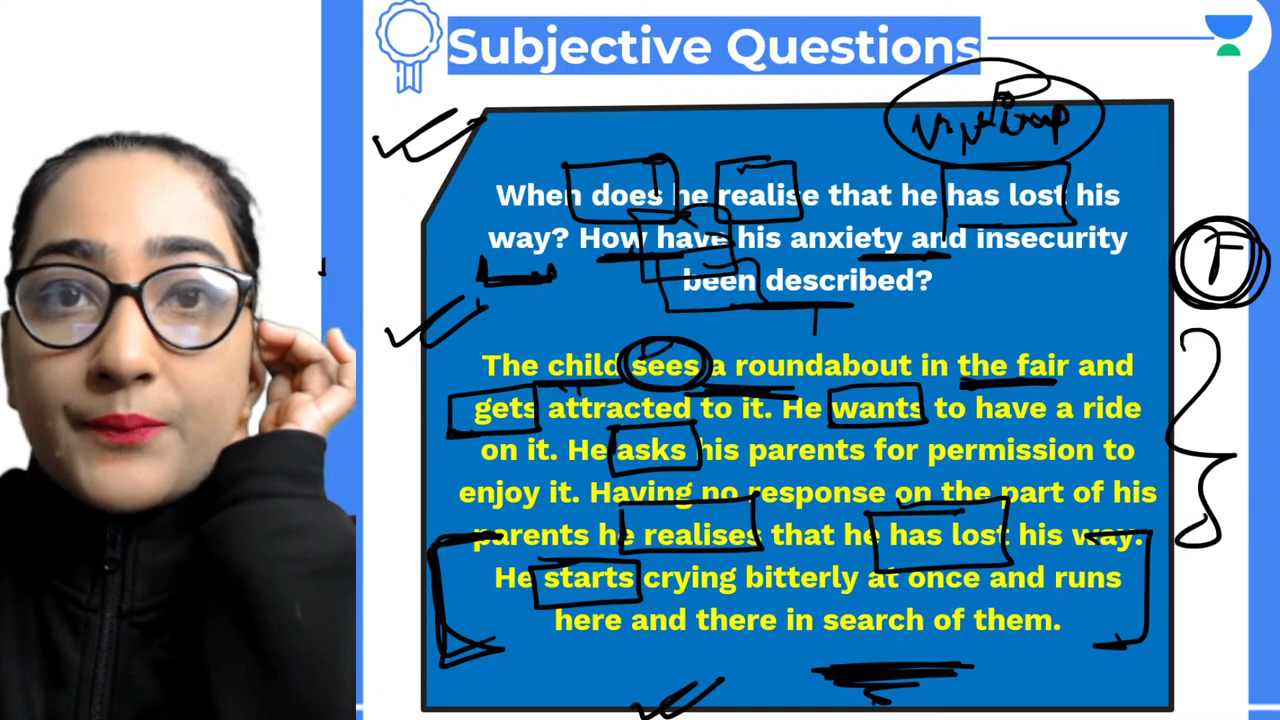 Subjective Questions
When does he realise that he has lost his
way? How have his anxiety and insecurity
been described?
The child sees a roundabout in the fair and
gets attracted to it. He wants to have a ride
on it. He asks his parents for permission to
enjoy it. Having no response on the part of his
parents he realises that he has lost his way.
He starts crying bitterly at once and runs
here and there in search of them.